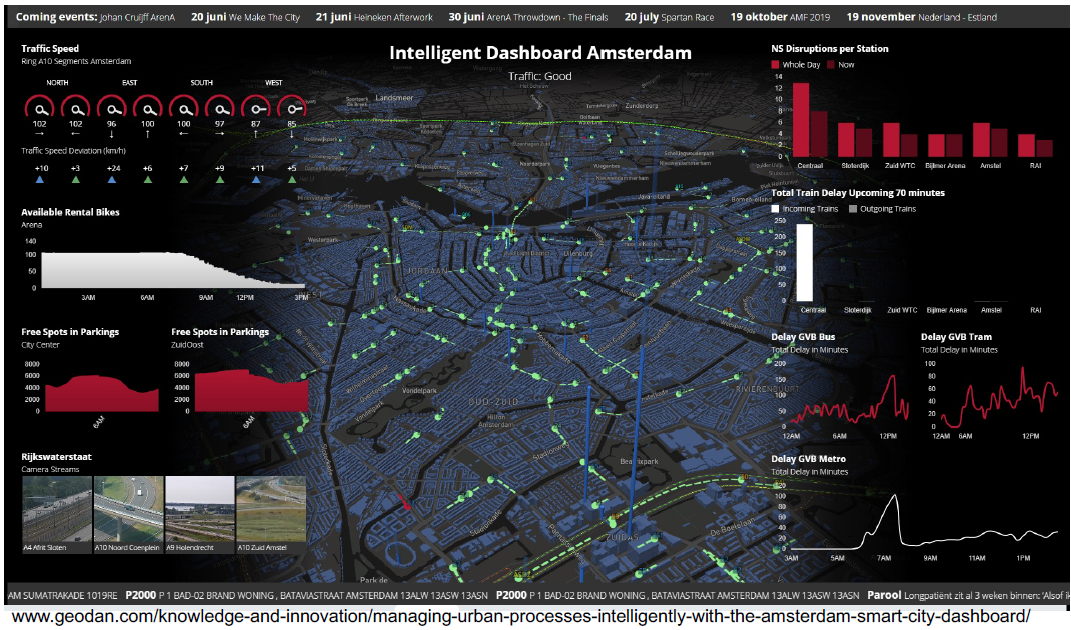 Coming events: Johan Cruijff ArenA 20 juni We Make The City 21 juni Heineken Afterwork 30 juni ArenA Throwdown - The Finals 20 july Spartan Race 19 oktober AMF 2019 19 november Nederland - Estland
Intelligent Dashboard Amsterdam
Traffic: Good
Traffic Speed
Ring A10 Segments Amsterdam
NORTH EAST SOUTH WEST
102 102 96 100 100 97 87 85
← ← ↓ ↑ ← → ↑ ↓
Traffic Speed Deviation (km/h)
+10 +3 +24 +6 +7 +9 +11 +5
Available Rental Bikes
Arena
140
100
50
0
3AM 6AM 9AM 12PM 3PM
Free Spots in Parkings
City Center
8000
6000
4000
2000
0
6AM
Free Spots in Parkings
ZuidOost
8000
6000
4000
2000
0
6AM
Rijkswaterstaat
Camera Streams
A4 Afrit Sloten A10 Noord Coenplein A9 Holendrecht A10 Zuid Amstel
Landsmeer
Zunderdorp
Westerpark
JORDAAN
WEST
Vondelpark
OUD-ZUID
Hilton
Amsterdam
RIVIERENBUURT
Beatrixpark
Stadionweg
De Boelelaan
ZUIDAS
Park de
NS Disruptions per Station
Whole Day Now
14
12
10
8
6
4
2
0
Centraal Sloterdijk Zuid WTC Bijlmer Arena Amstel RAI
Total Train Delay Upcoming 70 minutes
Incoming Trains Outgoing Trains
250
200
150
100
50
0
Centraal Sloterdijk Zuid WTC Bijlmer Arena Amstel RAI
Delay GVB Bus
Total Delay in Minutes
200
150
100
50
0
12AM 6AM 12PM
Delay GVB Tram
Total Delay in Minutes
100
80
60
40
20
0
12AM 6AM 12PM
Delay GVB Metro
Total Delay in Minutes
100
80
60
40
20
0
3AM 5AM 7AM 9AM 11AM 1PM
AM SUMATRAKADE 1019RE P2000 P 1 BAD-02 BRAND WONING , BATAVIASTRAAT AMSTERDAM 13ALW 13ASW 13ASN P2000 P 1 BAD-02 BRAND WONING , BATAVIASTRAAT AMSTERDAM 13ALW 13ASW 13ASN Parool Longpatiënt zit al 3 weken binnen: 'Alsof ik
www.geodan.com/knowledge-and-innovation/managing-urban-processes-intelligently-with-the-amsterdam-smart-city-dashboard/